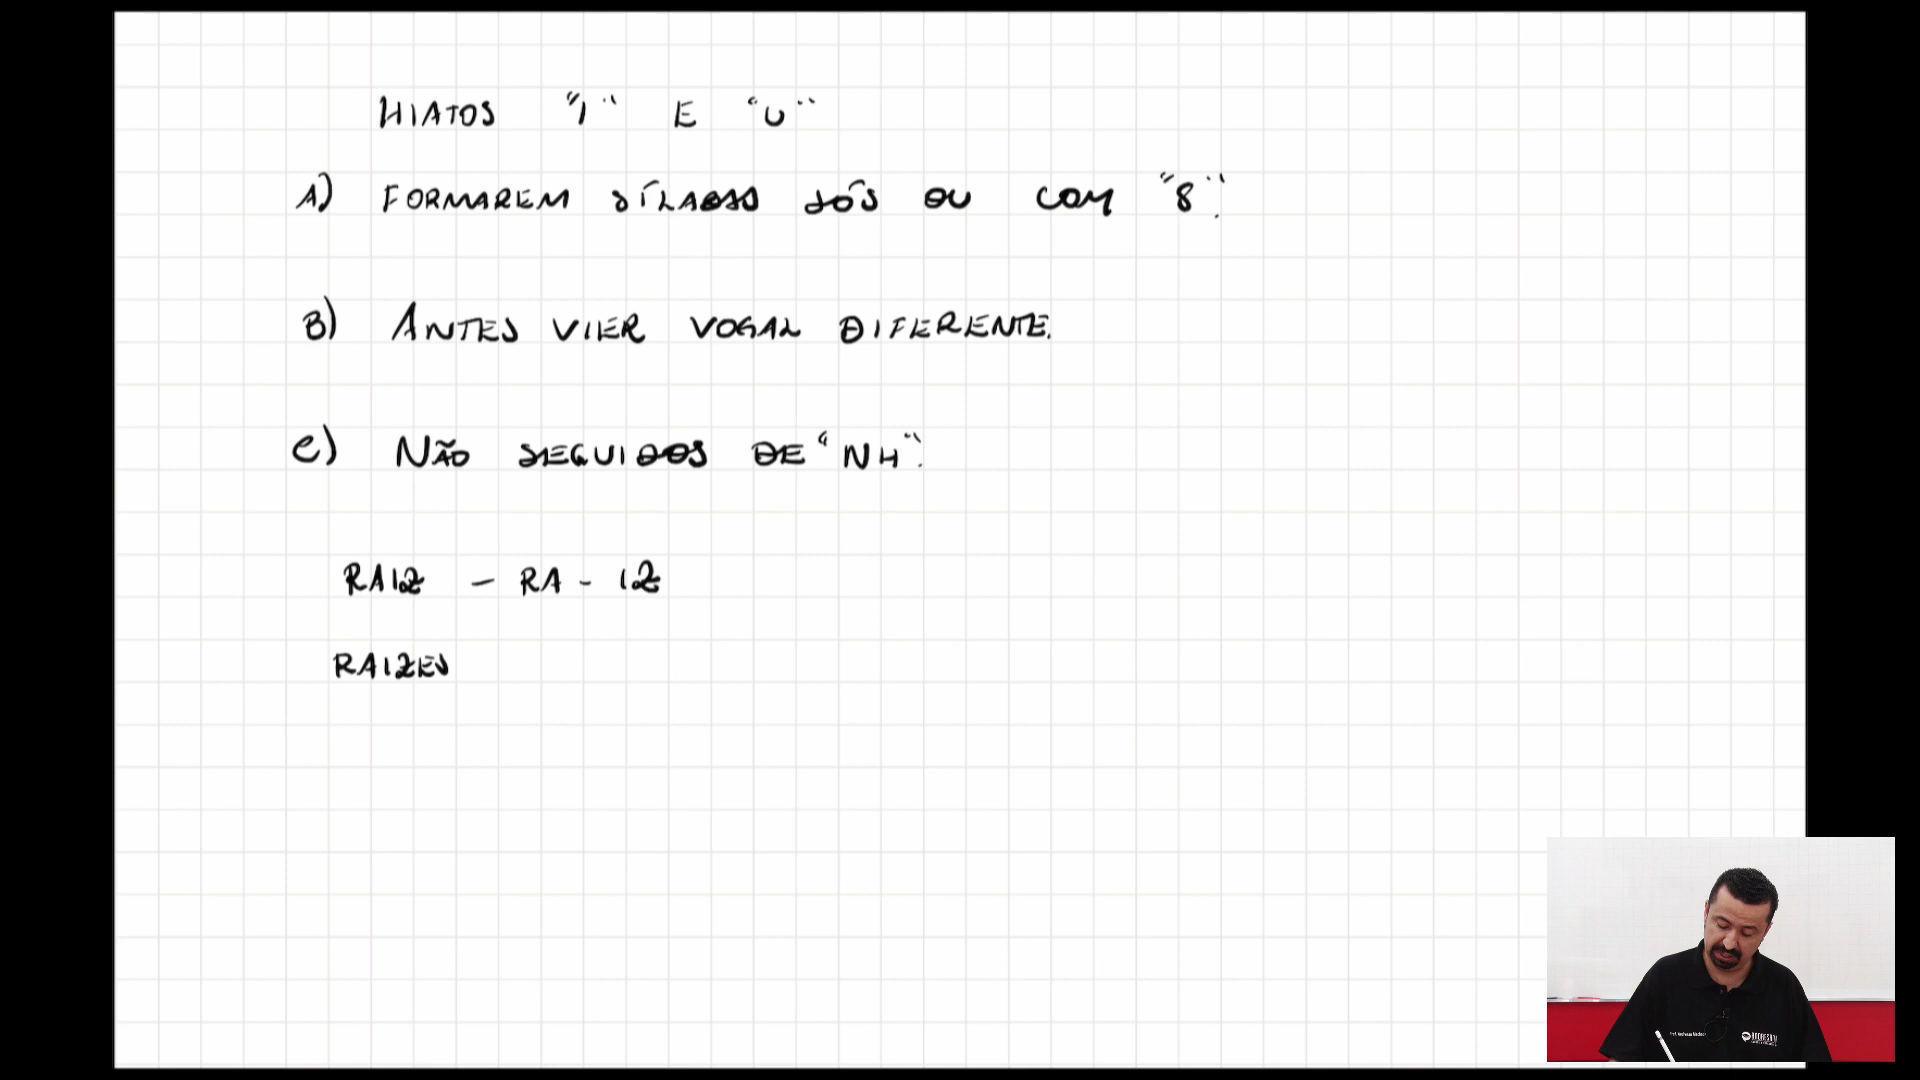 HIATOS "I" E "U"
A) FORMAREM SÍLABAS SÓS OU COM "S".
B) ANTES VIER VOGAL DIFERENTE.
C) NÃO SEGUIDOS DE "NH".
RAIZ - RA - IZ
RAIZES